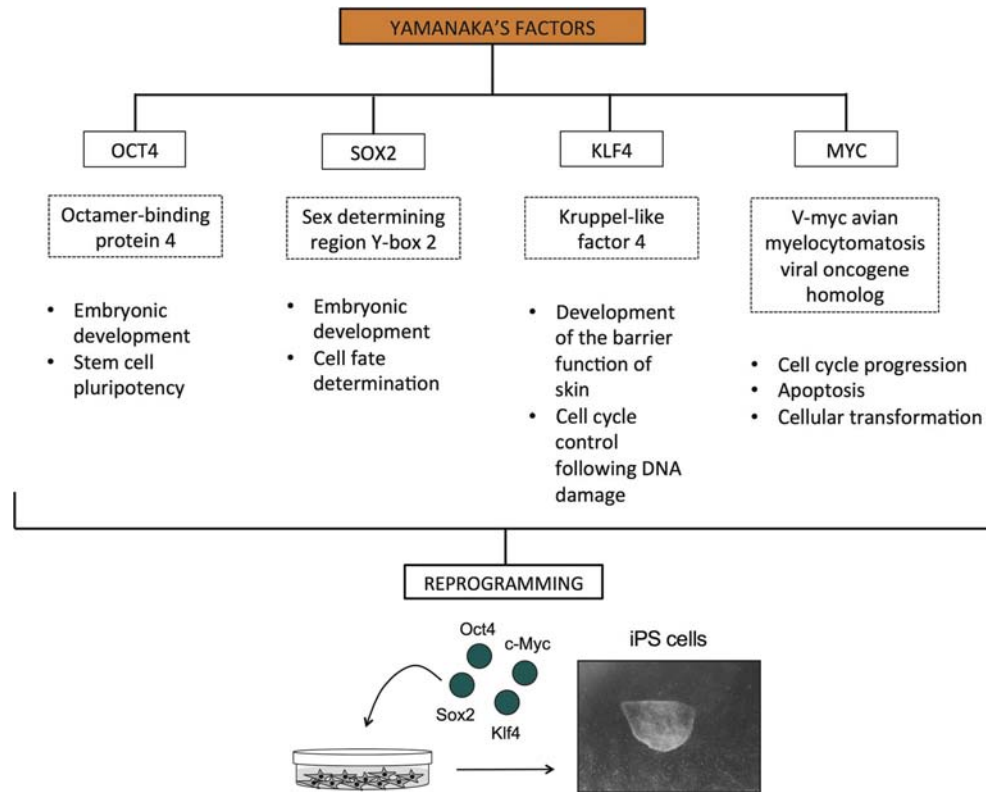 YAMANAKA'S FACTORS
OCT4
SOX2
KLF4
MYC
Octamer-binding
protein 4
Sex determining
region Y-box 2
Kruppel-like
factor 4
V-myc avian
myelocytomatosis
viral oncogene
homolog
• Embryonic
development
• Stem cell
pluripotency
• Embryonic
development
• Cell fate
determination
• Development
of the barrier
function of
skin
• Cell cycle
control
following DNA
damage
• Cell cycle progression
• Apoptosis
• Cellular transformation
REPROGRAMMING
Oct4
c-Myc
Sox2
Klf4
iPS cells